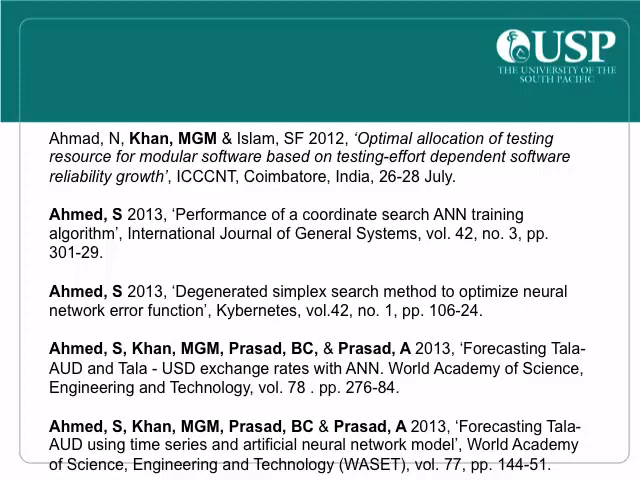 USP
THE UNIVERSITY OF THE
SOUTH PACIFIC
Ahmad, N, Khan, MGM & Islam, SF 2012, ‘Optimal allocation of testing
resource for modular software based on testing-effort dependent software
reliability growth’, ICCCNT, Coimbatore, India, 26-28 July.
Ahmed, S 2013, ‘Performance of a coordinate search ANN training
algorithm’, International Journal of General Systems, vol. 42, no. 3, pp.
301-29.
Ahmed, S 2013, ‘Degenerated simplex search method to optimize neural
network error function’, Kybernetes, vol.42, no. 1, pp. 106-24.
Ahmed, S, Khan, MGM, Prasad, BC, & Prasad, A 2013, ‘Forecasting Tala-
AUD and Tala - USD exchange rates with ANN. World Academy of Science,
Engineering and Technology, vol. 78 . pp. 276-84.
Ahmed, S, Khan, MGM, Prasad, BC & Prasad, A 2013, ‘Forecasting Tala-
AUD using time series and artificial neural network model’, World Academy
of Science, Engineering and Technology (WASET), vol. 77, pp. 144-51.